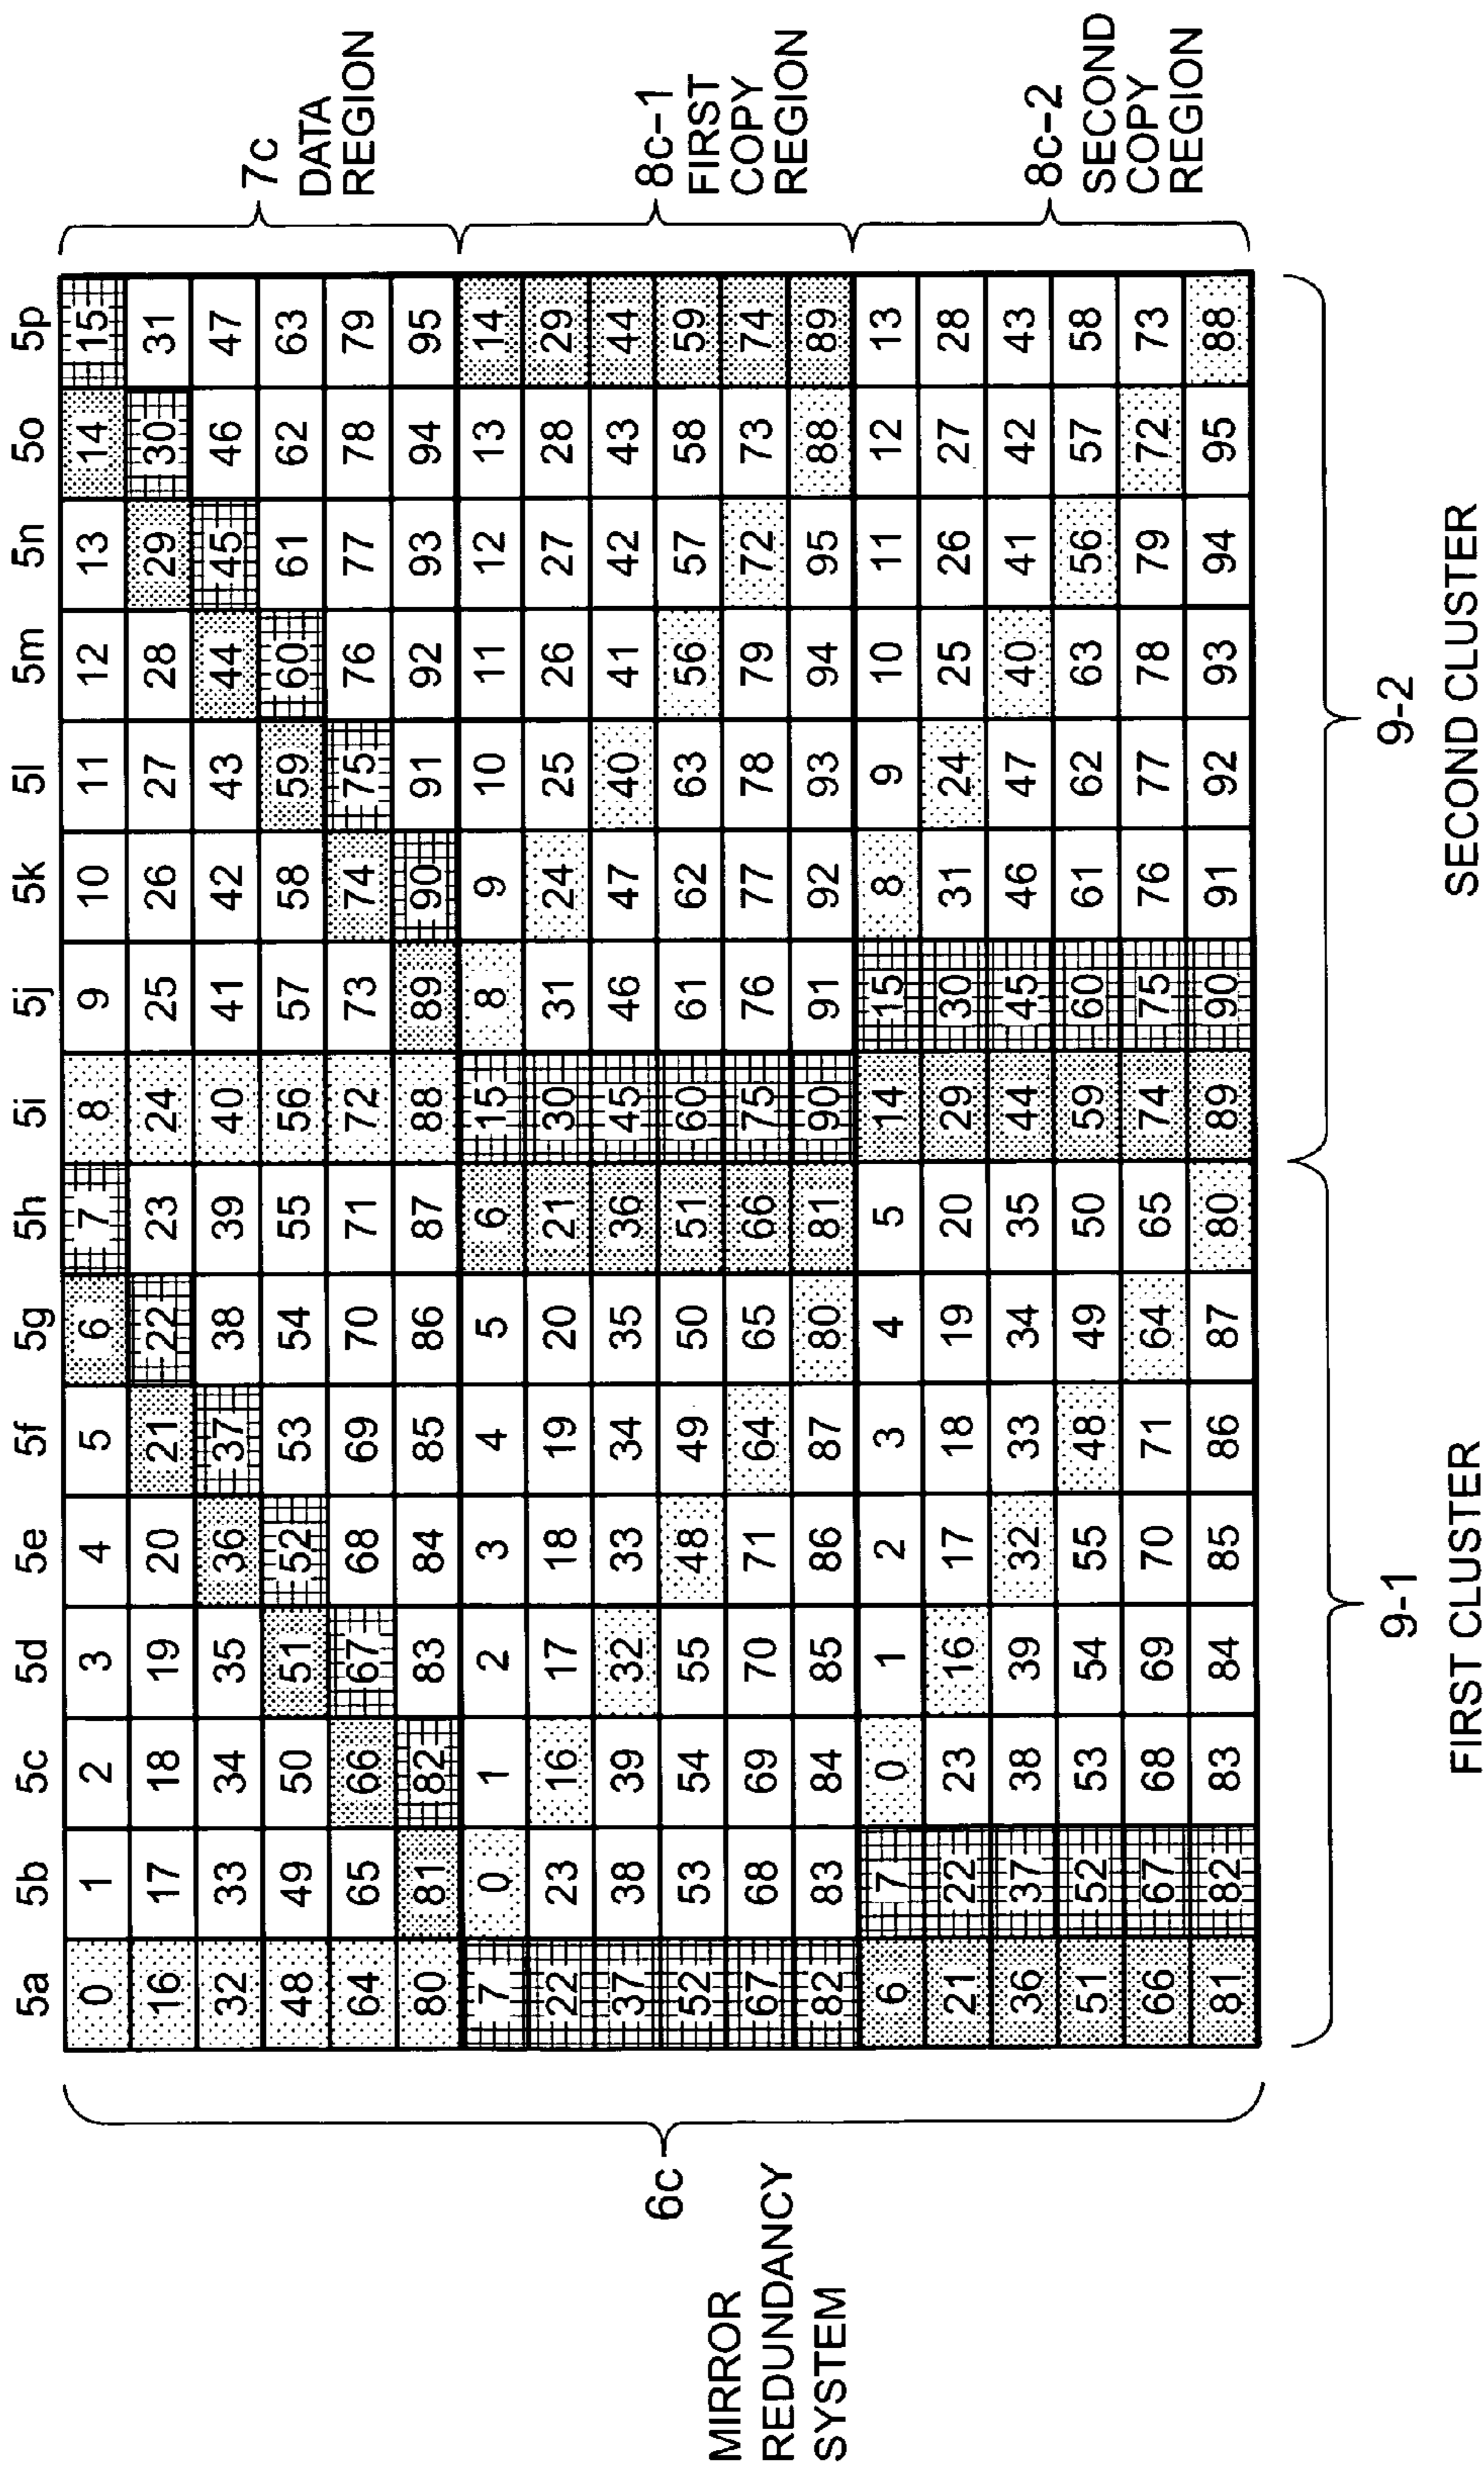 5a 5b 5c 5d 5e 5f 5g 5h 5i 5j 5k 5l 5m 5n 5o 5p
0 1 2 3 4 5 6 7 8 9 10 11 12 13 14 15
16 17 18 19 20 21 22 23 24 25 26 27 28 29 30 31
32 33 34 35 36 37 38 39 40 41 42 43 44 45 46 47
48 49 50 51 52 53 54 55 56 57 58 59 60 61 62 63
64 65 66 67 68 69 70 71 72 73 74 75 76 77 78 79
80 81 82 83 84 85 86 87 88 89 90 91 92 93 94 95
7c
DATA
REGION
7 0 1 2 3 4 5 6 15 8 9 10 11 12 13 14
22 23 16 17 18 19 20 21 30 31 24 25 26 27 28 29
37 38 39 32 33 34 35 36 45 46 47 40 41 42 43 44
52 53 54 55 48 49 50 51 60 61 62 63 56 57 58 59
67 68 69 70 71 64 65 66 75 76 77 78 79 72 73 74
82 83 84 85 86 87 80 81 90 91 92 93 94 95 88 89
8c-1
FIRST
COPY
REGION
6 7 0 1 2 3 4 5 14 15 8 9 10 11 12 13
21 22 23 16 17 18 19 20 29 30 31 24 25 26 27 28
36 37 38 39 32 33 34 35 44 45 46 47 40 41 42 43
51 52 53 54 55 48 49 50 59 60 61 62 63 56 57 58
66 67 68 69 70 71 64 65 74 75 76 77 78 79 72 73
81 82 83 84 85 86 87 80 89 90 91 92 93 94 95 88
8c-2
SECOND
COPY
REGION
6c
MIRROR
REDUNDANCY
SYSTEM
9-1
FIRST CLUSTER
9-2
SECOND CLUSTER